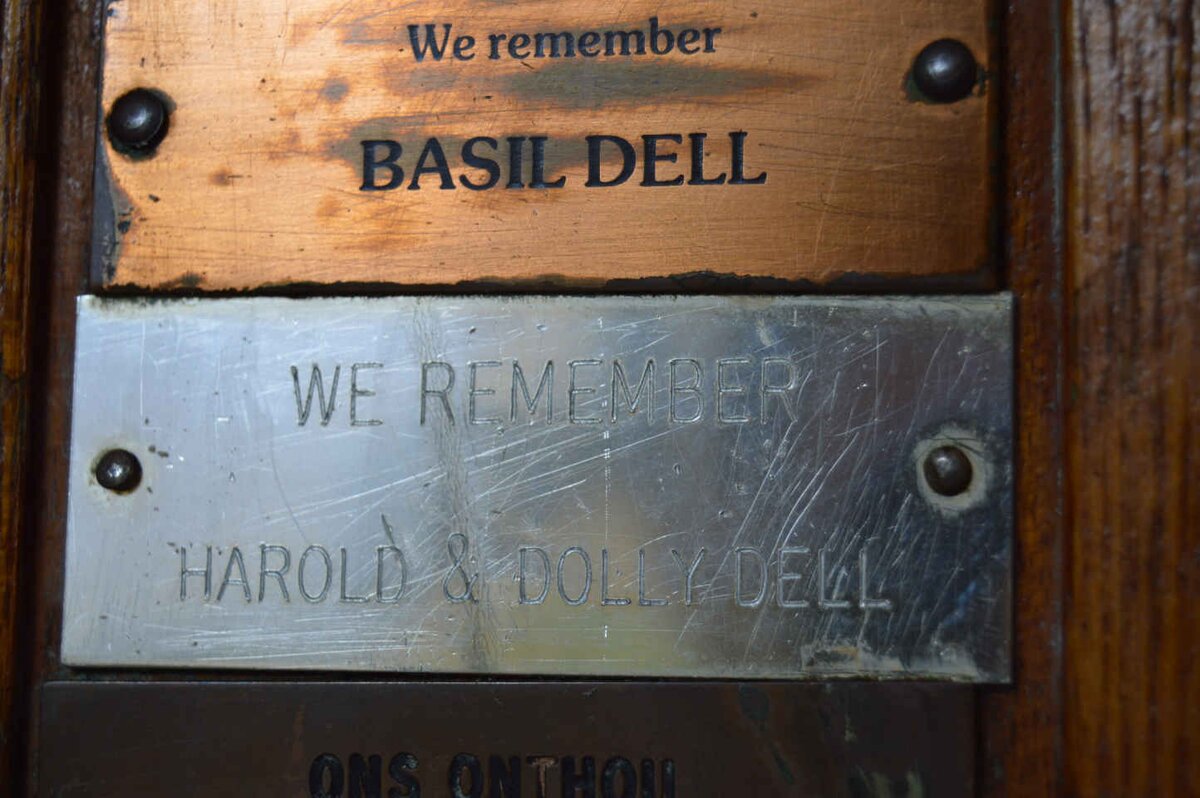 We remember
BASIL DELL
WE REMEMBER
HAROLD & DOLLY DELL
ONS ONTHOU